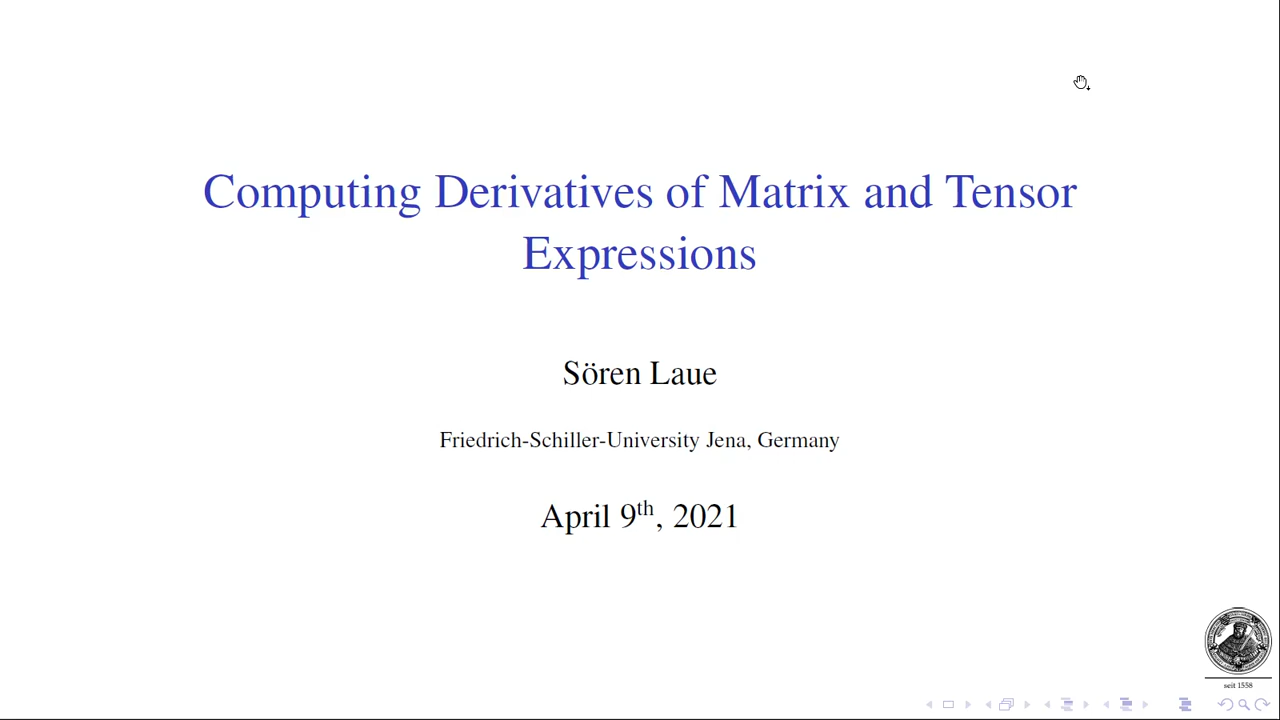 Computing Derivatives of Matrix and Tensor
Expressions
Sören Laue
Friedrich-Schiller-University Jena, Germany
April 9th, 2021
seit 1558